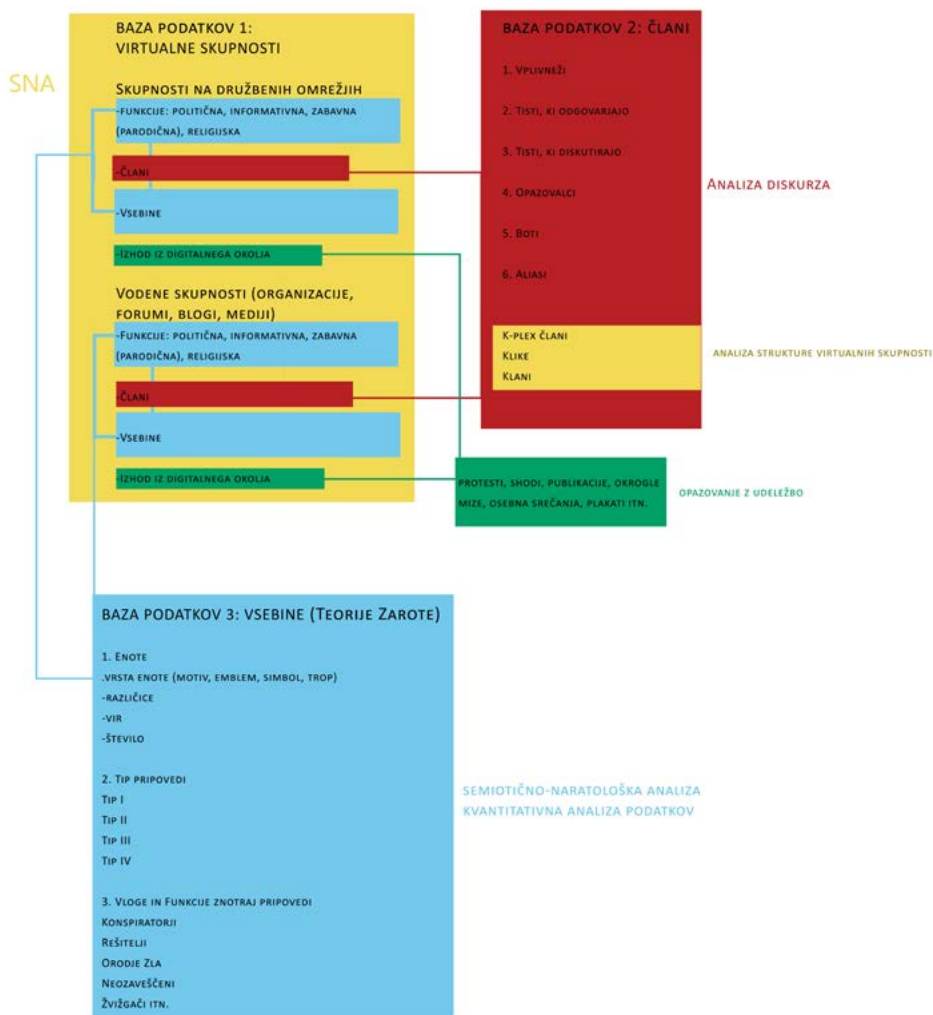 SNA
BAZA PODATKOV 1:
VIRTUALNE SKUPNOSTI
SKUPNOSTI NA DRUŽBENIH OMREŽJIH
-FUNKCIJE: POLITIČNA, INFORMATIVNA, ZABAVNA
(PARODIČNA), RELIGIJSKA
-ČLANI
-VSEBINE
-IZHOD IZ DIGITALNEGA OKOLJA
VODENE SKUPNOSTI (ORGANIZACIJE,
FORUMI, BLOGI, MEDIJI)
-FUNKCIJE: POLITIČNA, INFORMATIVNA, ZABAVNA
(PARODIČNA), RELIGIJSKA
-ČLANI
-VSEBINE
-IZHOD IZ DIGITALNEGA OKOLJA
BAZA PODATKOV 2: ČLANI
1. VPLIVNEŽI
2. TISTI, KI ODGOVARJAJO
3. TISTI, KI DISKUTIRAJO
4. OPAZOVALCI
5. BOTI
6. ALIASI
K-PLEX ČLANI
KLIKE
KLANI
ANALIZA DISKURZA
ANALIZA STRUKTURE VIRTUALNIH SKUPNOSTI
PROTESTI, SHODI, PUBLIKACIJE, OKROGLE
MIZE, OSEBNA SREČANJA, PLAKATI ITN.
OPAZOVANJE Z UDELEŽBO
BAZA PODATKOV 3: VSEBINE (TEORIJE ZAROTE)
1. ENOTE
.VRSTA ENOTE (MOTIV, EMBLEM, SIMBOL, TROP)
-RAZLIČICE
-VIR
-ŠTEVILO
2. TIP PRIPOVEDI
TIP I
TIP II
TIP III
TIP IV
3. VLOGE IN FUNKCIJE ZNOTRAJ PRIPOVEDI
KONSPIRATORJI
REŠITELJI
ORODJE ZLA
NEOZAVEŠČENI
ŽVIŽGAČI ITN.
SEMIOTIČNO-NARATOLOŠKA ANALIZA
KVANTITATIVNA ANALIZA PODATKOV